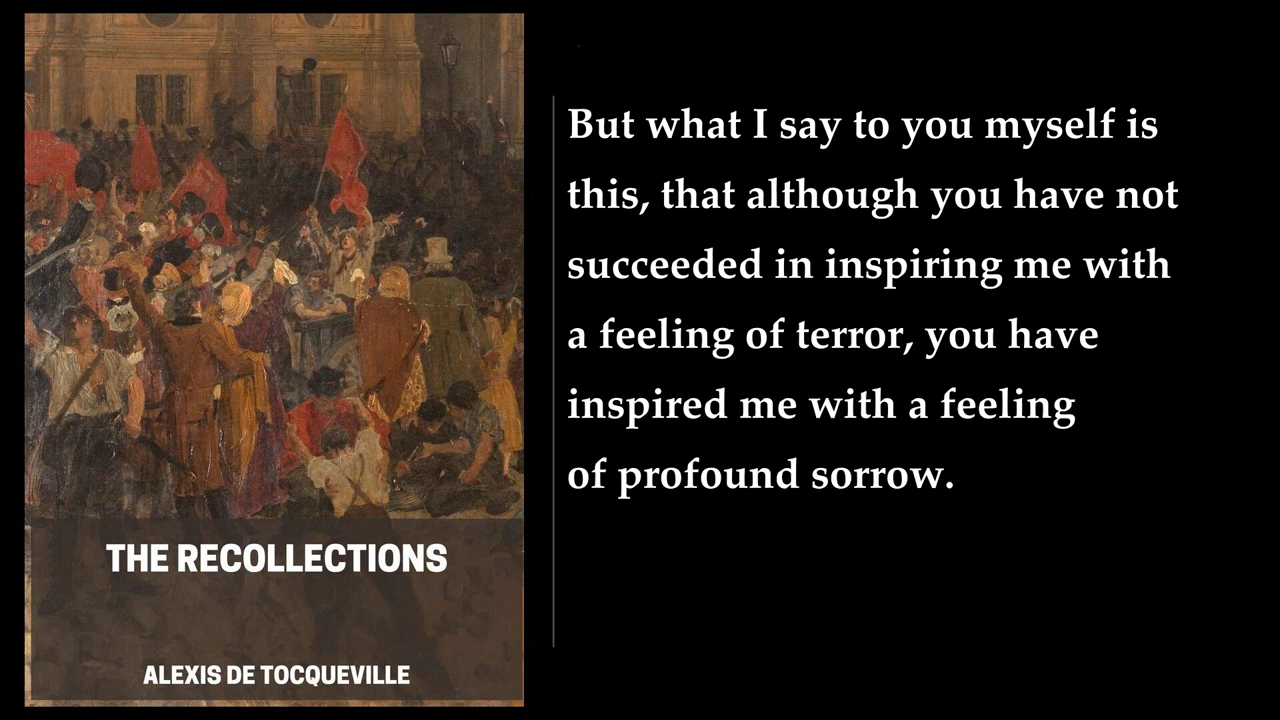 But what I say to you myself is
this, that although you have not
succeeded in inspiring me with
a feeling of terror, you have
inspired me with a feeling
of profound sorrow.
THE RECOLLECTIONS
ALEXIS DE TOCQUEVILLE